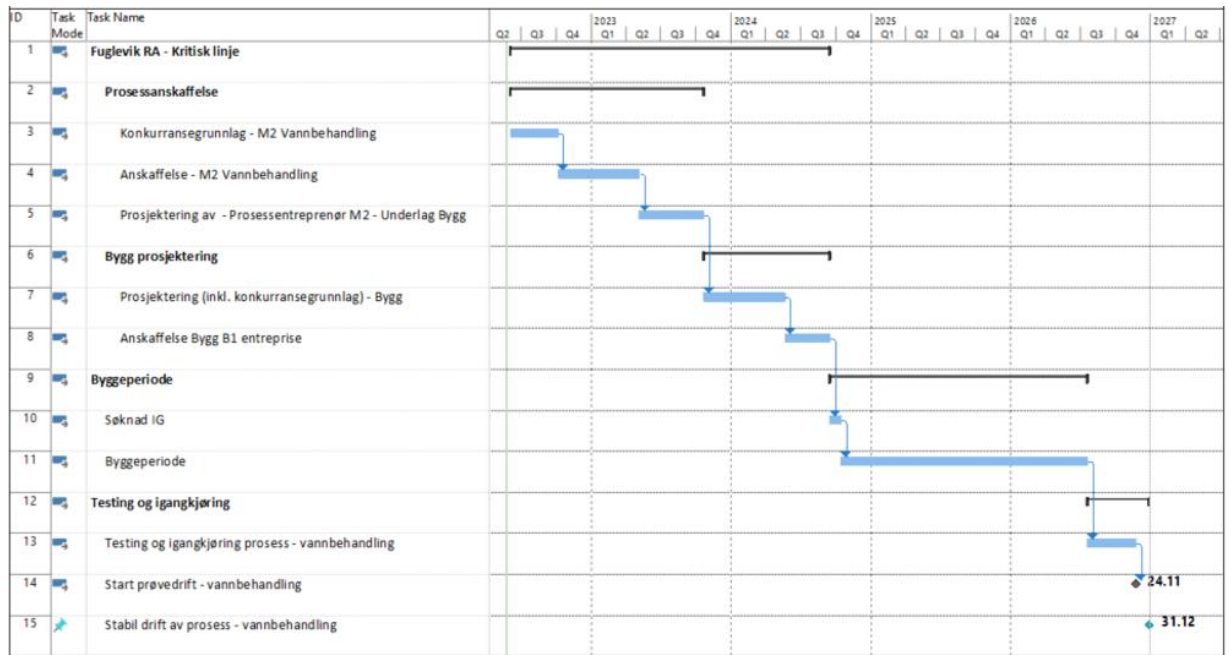 ID Task Mode Task Name 2023 2024 2025 2026 2027
Q2 Q3 Q4 Q1 Q2 Q3 Q4 Q1 Q2 Q3 Q4 Q1 Q2 Q3 Q4 Q1 Q2 Q3 Q4 Q1 Q2
1 Fuglevik RA - Kritisk linje
2 Prosessanskaffelse
3 Konkurransegrunnlag - M2 Vannbehandling
4 Anskaffelse - M2 Vannbehandling
5 Prosjektering av - Prosessentreprenør M2 - Underlag Bygg
6 Bygg prosjektering
7 Prosjektering (inkl. konkurransegrunnlag) - Bygg
8 Anskaffelse Bygg B1 entreprise
9 Byggeperiode
10 Søknad IG
11 Byggeperiode
12 Testing og igangkjøring
13 Testing og igangkjøring prosess - vannbehandling
14 Start prøvedrift - vannbehandling 24.11
15 Stabil drift av prosess - vannbehandling 31.12